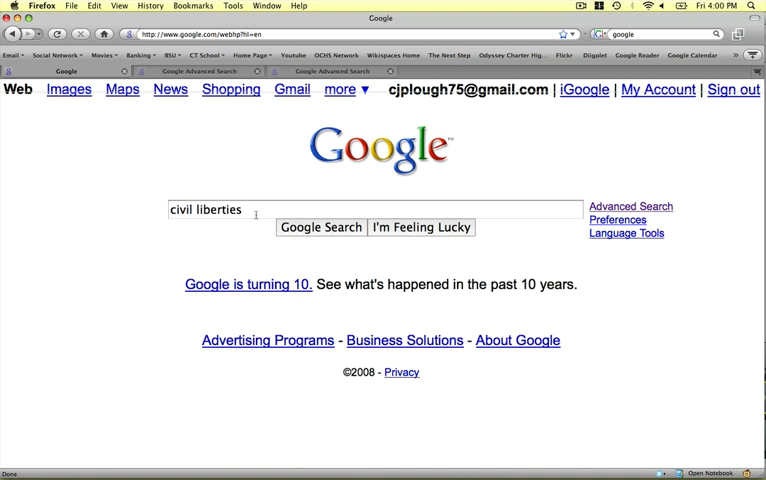 Firefox File Edit View History Bookmarks Tools Window Help Fri 4:00 PM
Google
http://www.google.com/webhp?hl=en google
Email Social Network Movies Banking RSU CT School Home Page Youtube OCHS Network Wikispaces Home The Next Step Odyssey Charter Hig... Flickr Diigolet Google Reader Google Calendar
Google Google Advanced Search Google Advanced Search
Web Images Maps News Shopping Gmail more ▼ cjplough75@gmail.com | iGoogle | My Account | Sign out
Google™
civil liberties Advanced Search
Preferences
Google Search I'm Feeling Lucky
Language Tools
Google is turning 10. See what's happened in the past 10 years.
Advertising Programs - Business Solutions - About Google
©2008 - Privacy
Done Open Notebook